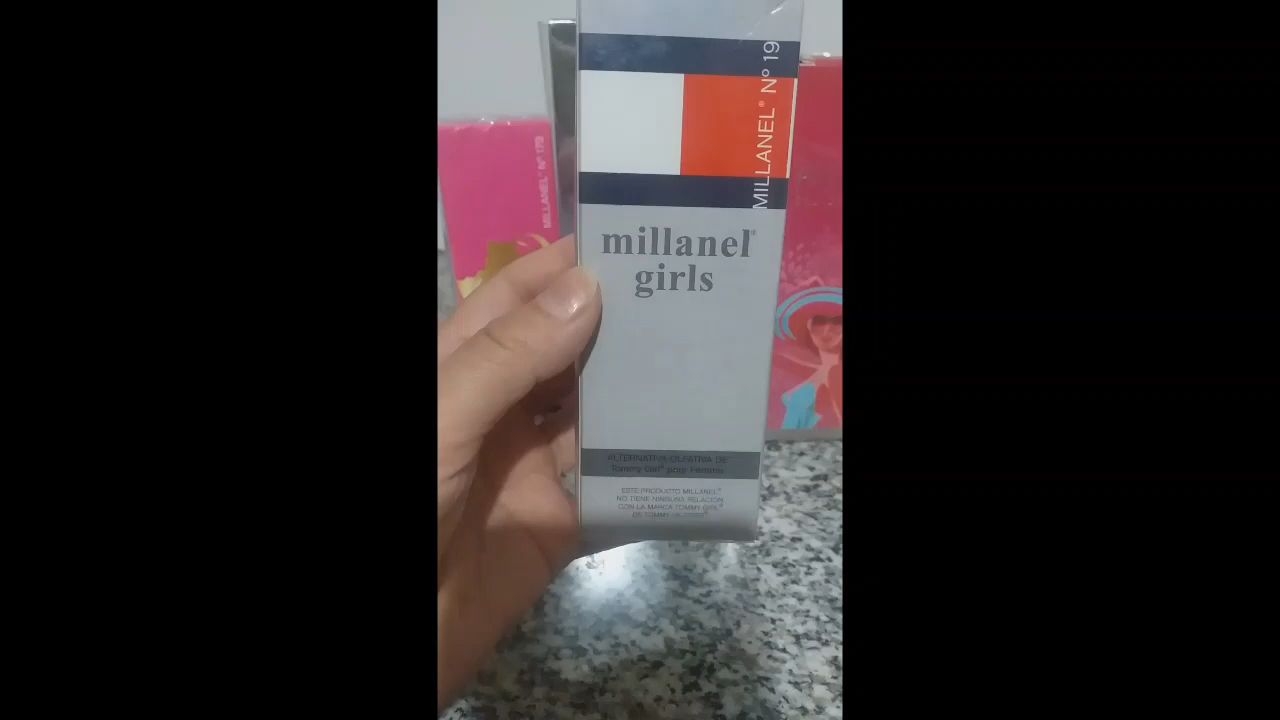 MILLANEL® Nº 19
millanel®
girls
ALTERNATIVA OLFATIVA DE
Tommy Girl® pour Femme
ESTE PRODUCTO MILLANEL®
NO TIENE NINGUNA RELACIÓN
CON LA MARCA TOMMY GIRL®
DE TOMMY HILFIGER®
MILLANEL® Nº